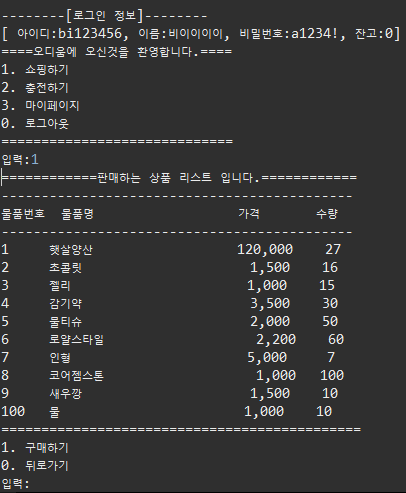 --------[로그인 정보]--------
[ 아이디:bi123456, 이름:비이이이이, 비밀번호:a1234!, 잔고:0]
====오디움에 오신것을 환영합니다.====
1. 쇼핑하기
2. 충전하기
3. 마이페이지
0. 로그아웃
=============================
입력:1
============판매하는 상품 리스트 입니다.============
---------------------------------------------
물품번호 물품명 가격 수량
---------------------------------------------
1 햇살양산 120,000 27
2 초콜릿 1,500 16
3 젤리 1,000 15
4 감기약 3,500 30
5 물티슈 2,000 50
6 로얄스타일 2,200 60
7 인형 5,000 7
8 코어젬스톤 1,000 100
9 새우깡 1,500 10
100 물 1,000 10
==============================================
1. 구매하기
0. 뒤로가기
입력: